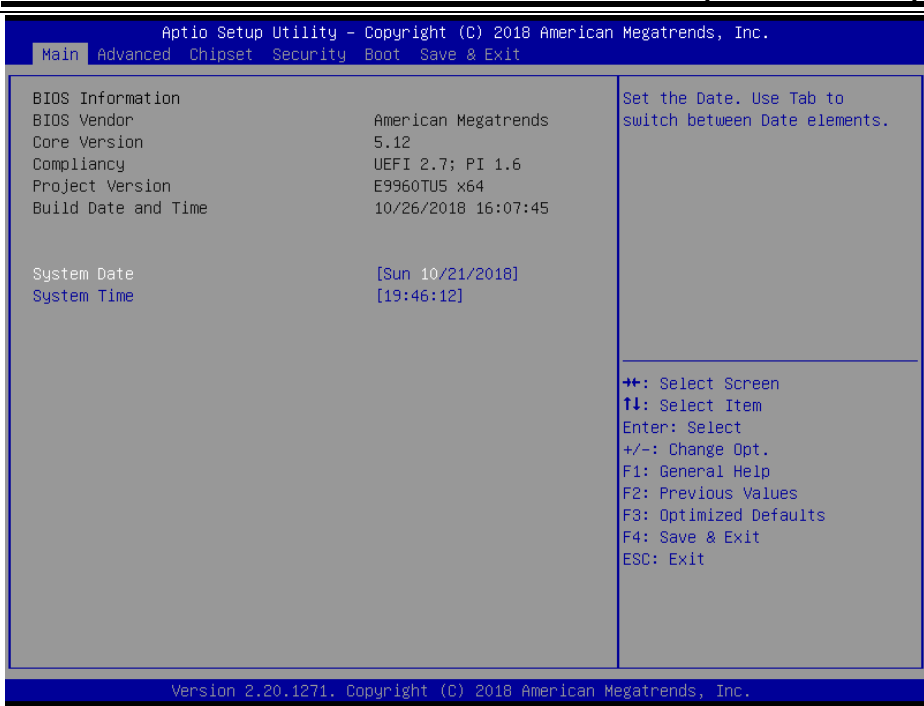 Aptio Setup Utility – Copyright (C) 2018 American Megatrends, Inc.
Main Advanced Chipset Security Boot Save & Exit
BIOS Information
BIOS Vendor American Megatrends
Core Version 5.12
Compliancy UEFI 2.7; PI 1.6
Project Version E9960TU5 x64
Build Date and Time 10/26/2018 16:07:45
System Date [Sun 10/21/2018]
System Time [19:46:12]
Set the Date. Use Tab to
switch between Date elements.
→←: Select Screen
↑↓: Select Item
Enter: Select
+/-: Change Opt.
F1: General Help
F2: Previous Values
F3: Optimized Defaults
F4: Save & Exit
ESC: Exit
Version 2.20.1271. Copyright (C) 2018 American Megatrends, Inc.